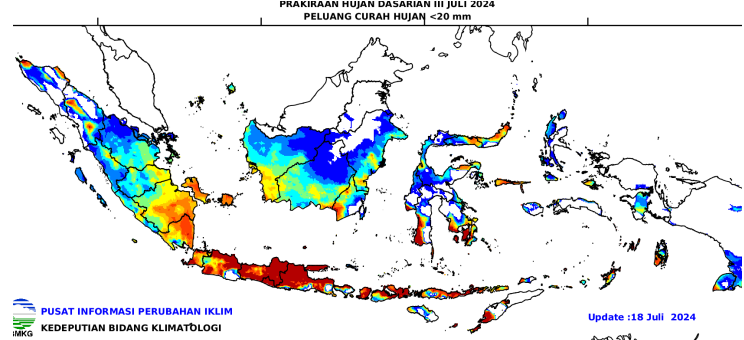 PRAKIRAAN HUJAN DASARIAN III JULI 2024
PELUANG CURAH HUJAN <20 mm
PUSAT INFORMASI PERUBAHAN IKLIM
KEDEPUTIAN BIDANG KLIMATOLOGI
BMKG
Update :18 Juli 2024